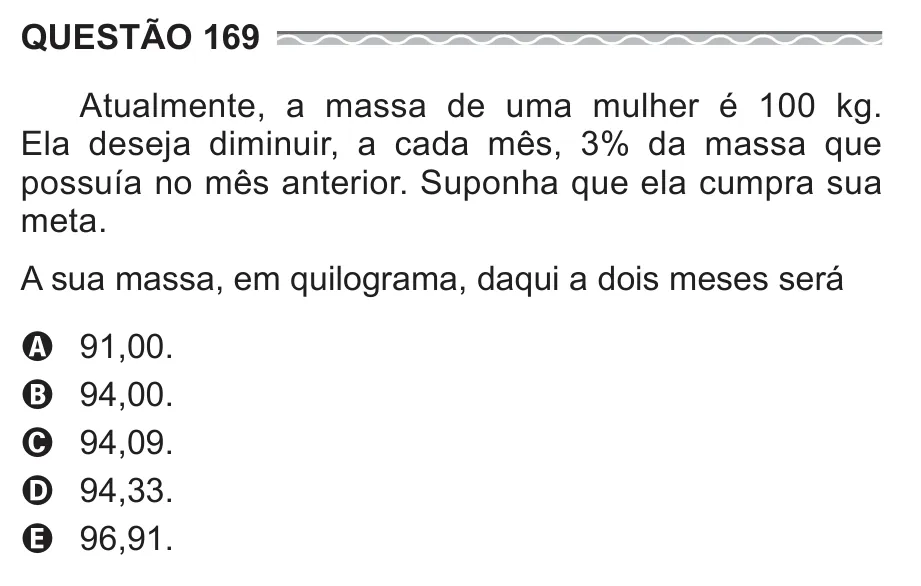 QUESTÃO 169
Atualmente, a massa de uma mulher é 100 kg.
Ela deseja diminuir, a cada mês, 3% da massa que
possuía no mês anterior. Suponha que ela cumpra sua
meta.
A sua massa, em quilograma, daqui a dois meses será
A 91,00.
B 94,00.
C 94,09.
D 94,33.
E 96,91.